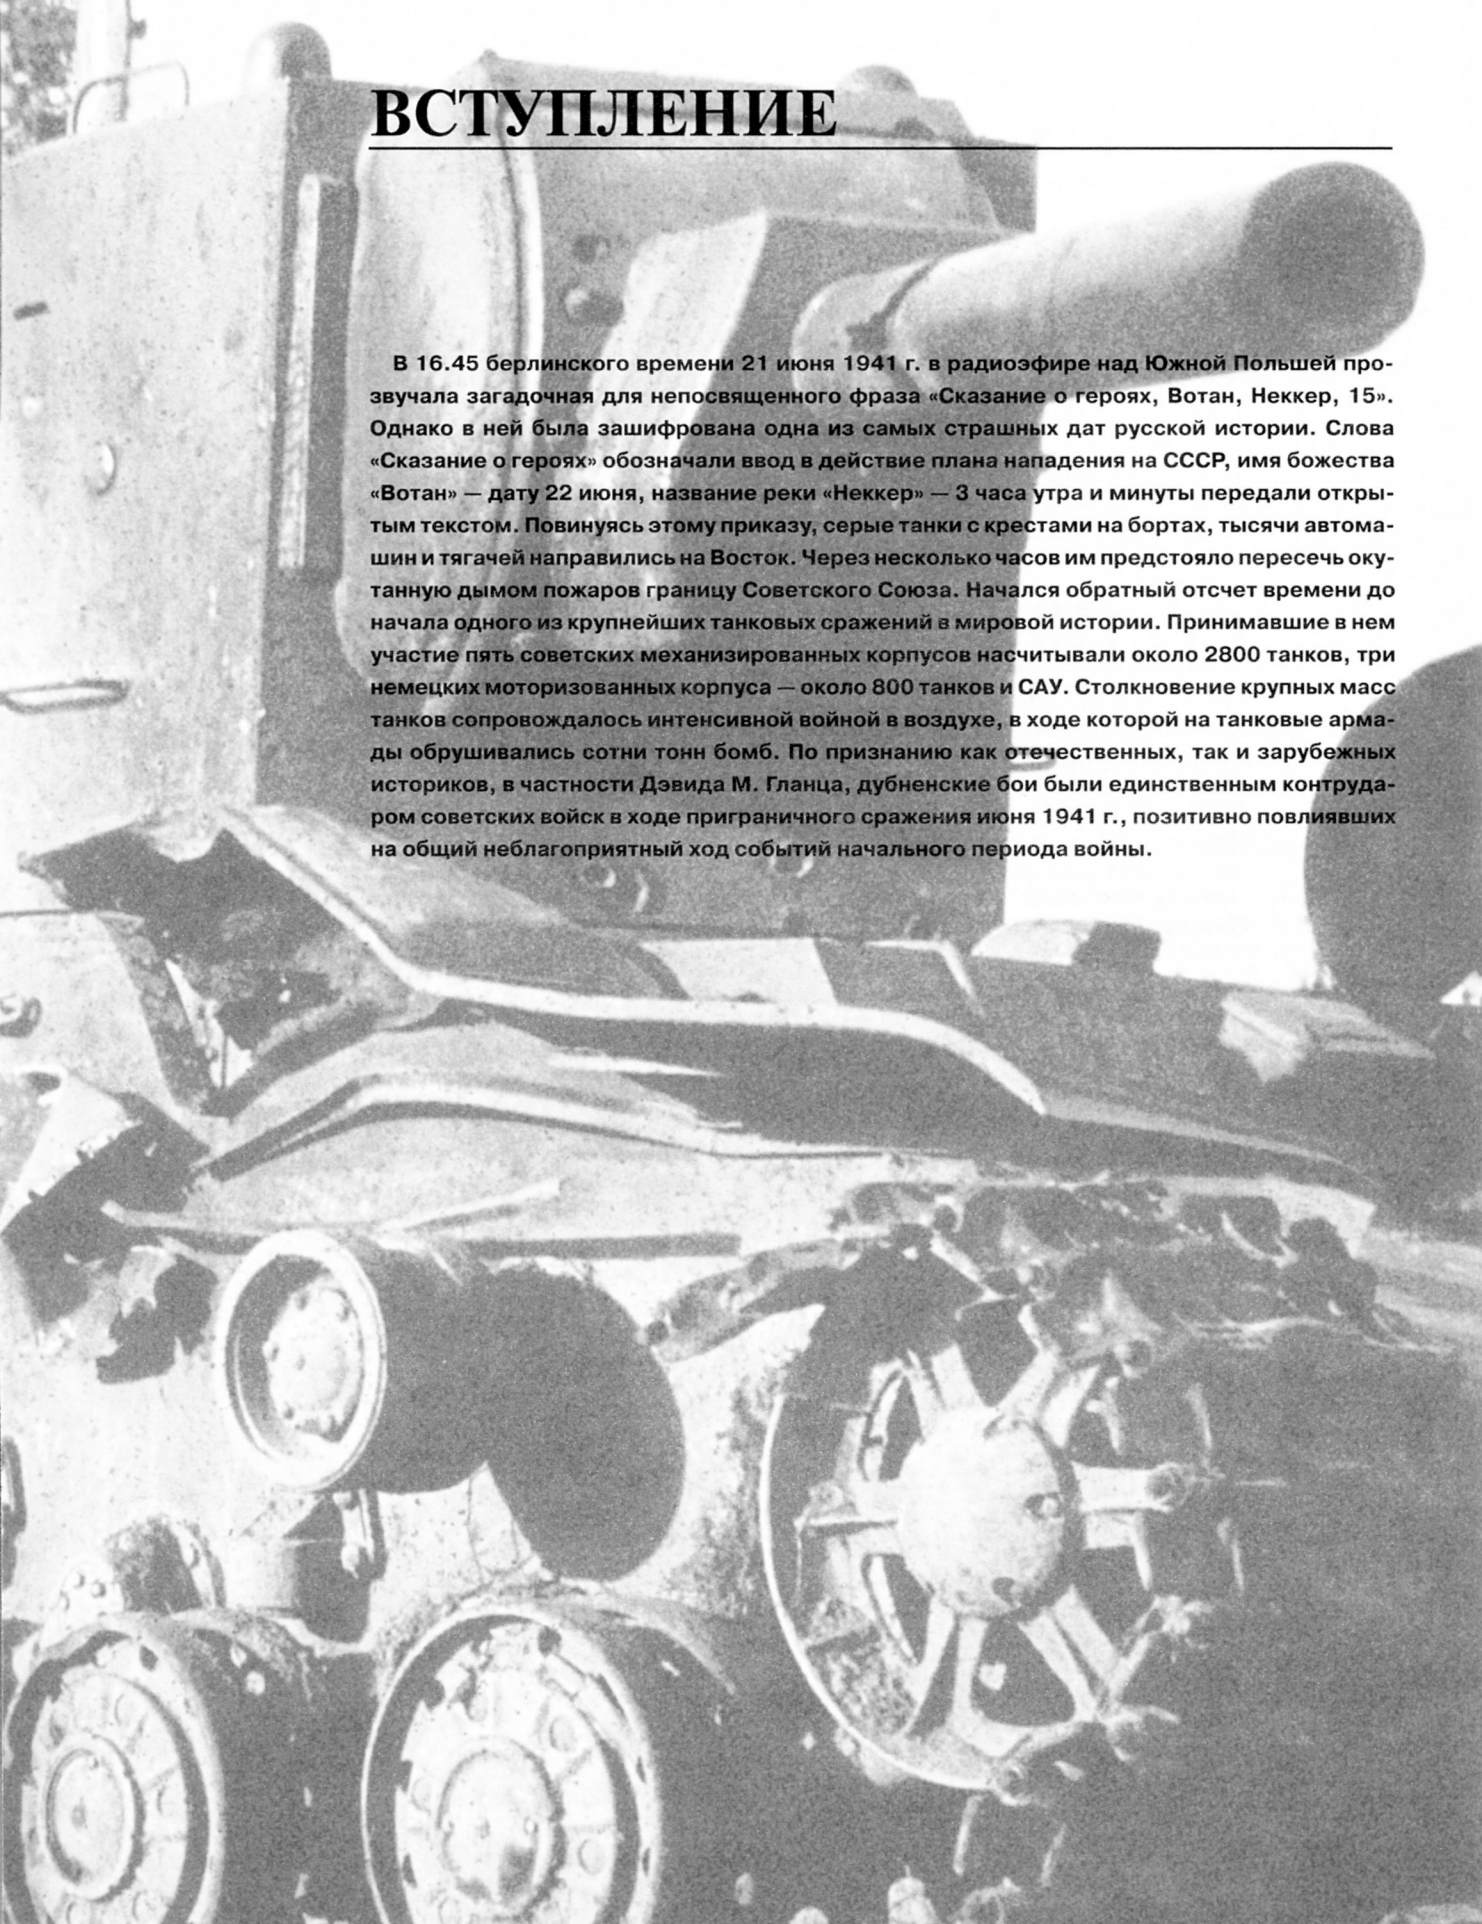 ВСТУПЛЕНИЕ
В 16.45 берлинского времени 21 июня 1941 г. в радиоэфире над Южной Польшей про-
звучала загадочная для непосвященного фраза «Сказание о героях, Вотан, Неккер, 15».
Однако в ней была зашифрована одна из самых страшных дат русской истории. Слова
«Сказание о героях» обозначали ввод в действие плана нападения на СССР, имя божества
«Вотан» — дату 22 июня, название реки «Неккер» — 3 часа утра и минуты передали откры-
тым текстом. Повинуясь этому приказу, серые танки с крестами на бортах, тысячи автома-
шин и тягачей направились на Восток. Через несколько часов им предстояло пересечь оку-
танную дымом пожаров границу Советского Союза. Начался обратный отсчет времени до
начала одного из крупнейших танковых сражений в мировой истории. Принимавшие в нем
участие пять советских механизированных корпусов насчитывали около 2800 танков, три
немецких моторизованных корпуса — около 800 танков и САУ. Столкновение крупных масс
танков сопровождалось интенсивной войной в воздухе, в ходе которой на танковые арма-
ды обрушивались сотни тонн бомб. По признанию как отечественных, так и зарубежных
историков, в частности Дэвида М. Гланца, дубненские бои были единственным контруда-
ром советских войск в ходе приграничного сражения июня 1941 г., позитивно повлиявших
на общий неблагоприятный ход событий начального периода войны.